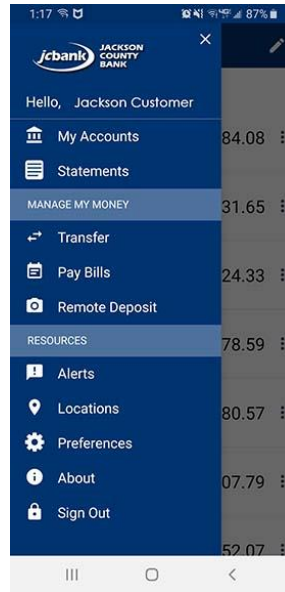 1:17
87%
jcbank JACKSON
COUNTY
BANK
Hello, Jackson Customer
My Accounts
84.08
Statements
MANAGE MY MONEY
31.65
Transfer
Pay Bills
24.33
Remote Deposit
RESOURCES
78.59
Alerts
Locations
80.57
Preferences
About
07.79
Sign Out
52.07